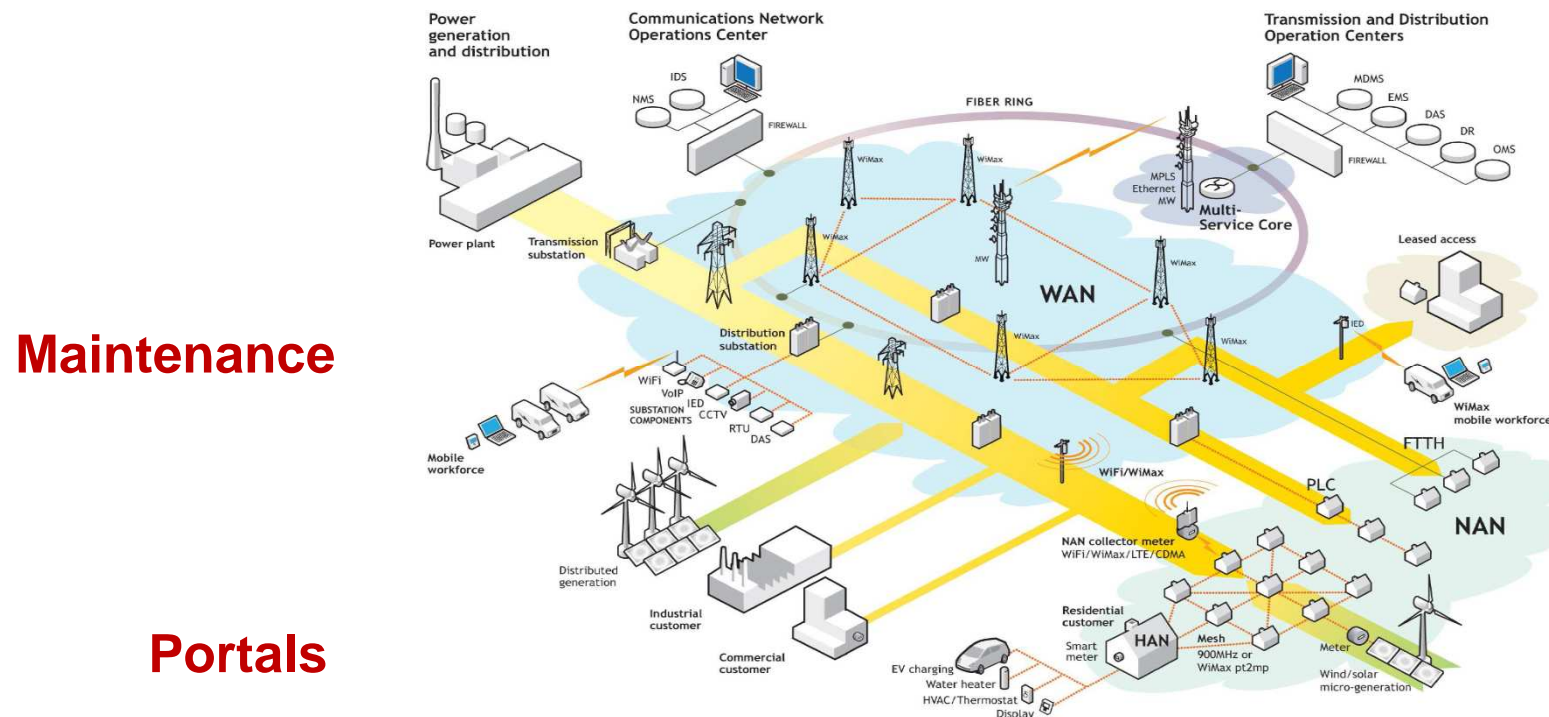 Power
generation
and distribution
Communications Network
Operations Center
Transmission and Distribution
Operation Centers
IDS
NMS
FIREWALL
FIBER RING
MDMS
EMS
DAS
DR
OMS
FIREWALL
WiMax
WiMax
MPLS
Ethernet
MW
Multi-
Service Core
Power plant
Transmission
substation
WiMax
MW
WAN
WiMax
Leased access
Maintenance
Distribution
substation
WiMax
WiMax
IED
WiFi
VoIP
IED
CCTV
RTU
DAS
SUBSTATION
COMPONENTS
WiMax
mobile workforce
Mobile
workforce
FTTH
WiFi/WiMax
PLC
NAN
NAN collector meter
WiFi/WiMax/LTE/CDMA
Distributed
generation
Industrial
customer
Residential
customer
Portals
Commercial
customer
Smart
meter
HAN
Mesh
900MHz or
WiMax pt2mp
Meter
EV charging
Water heater
HVAC/Thermostat
Display
Wind/solar
micro-generation